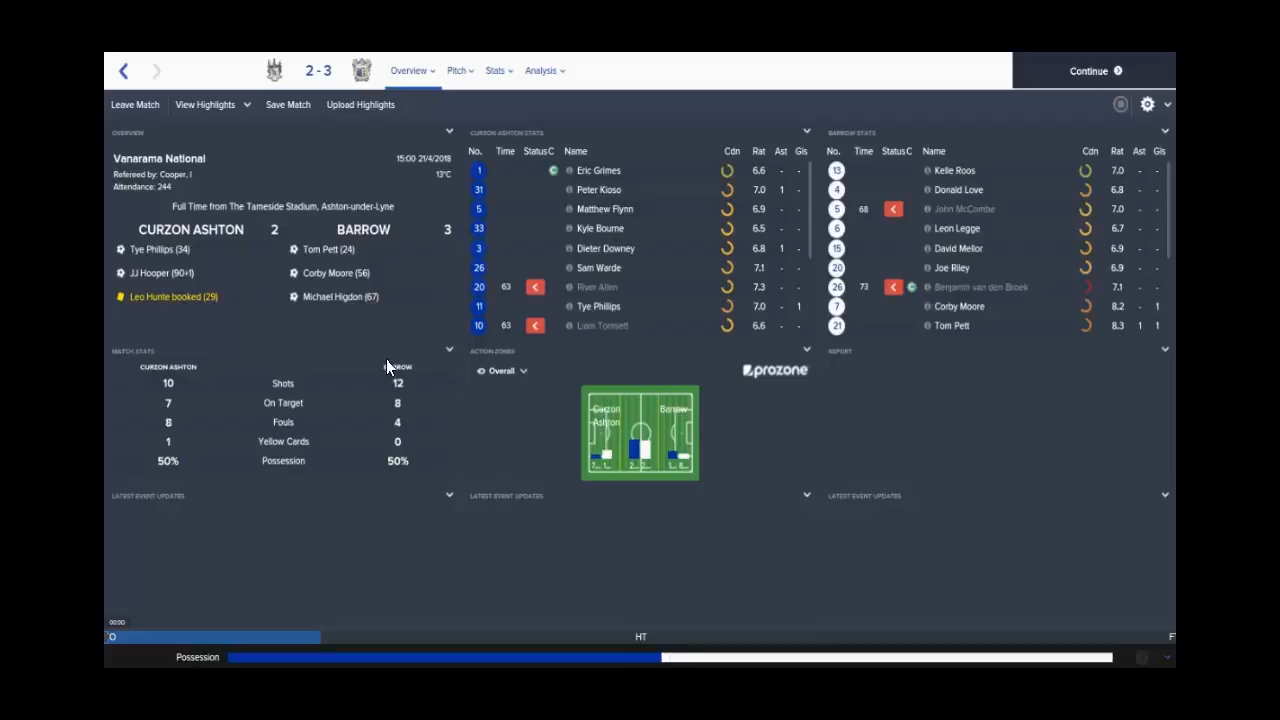 2 - 3
Overview
Pitch
Stats
Analysis
Continue
Leave Match
View Highlights
Save Match
Upload Highlights
OVERVIEW
Vanarama National
15:00 21/4/2018
Refereed by: Cooper, I
13°C
Attendance: 244
Full Time from The Tameside Stadium, Ashton-under-Lyne
CURZON ASHTON 2 BARROW 3
Tye Phillips (34) Tom Pett (24)
JJ Hooper (90+1) Corby Moore (56)
Leo Hunte booked (29) Michael Higdon (67)
CURZON ASHTON STATS
No. Time Status C Name Cdn Rat Ast Gls
1 C Eric Grimes 6.6 - -
31 Peter Kioso 7.0 1 -
5 Matthew Flynn 6.9 - -
33 Kyle Bourne 6.5 - -
3 Dieter Downey 6.8 1 -
26 Sam Warde 7.1 - -
20 63 River Allen 7.3 - -
11 Tye Phillips 7.0 - 1
10 63 Liam Tomsett 6.6 - -
BARROW STATS
No. Time Status C Name Cdn Rat Ast Gls
13 Kelle Roos 7.0 - -
4 Donald Love 6.8 - -
5 68 John McCombe 7.0 - -
6 Leon Legge 6.7 - -
15 David Mellor 6.9 - -
20 Joe Riley 6.9 - -
26 73 C Benjamin van den Broek 7.1 - -
7 Corby Moore 8.2 - 1
21 Tom Pett 8.3 1 1
MATCH STATS
CURZON ASHTON
10 Shots 12
7 On Target 8
8 Fouls 4
1 Yellow Cards 0
50% Possession 50%
ACTION ZONES
Overall
prozone
Curzon Barrow
Ashton
REPORT
LATEST EVENT UPDATES
LATEST EVENT UPDATES
LATEST EVENT UPDATES
00:00
HT
Possession